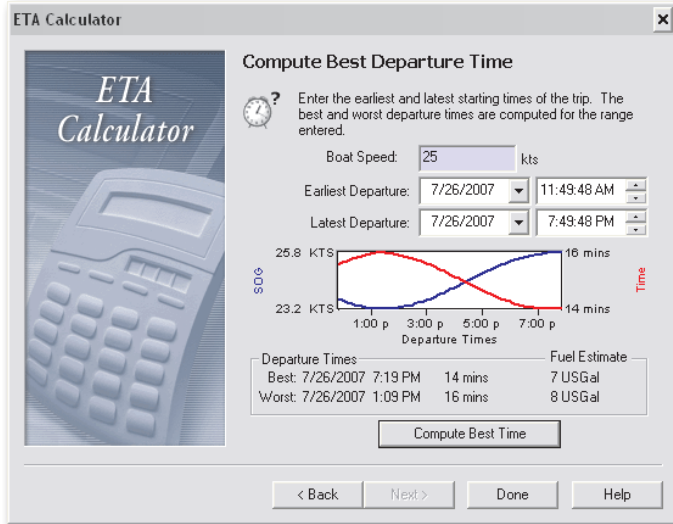 ETA Calculator
ETA
Calculator
Compute Best Departure Time
?
Enter the earliest and latest starting times of the trip. The
best and worst departure times are computed for the range
entered.
Boat Speed: 25 kts
Earliest Departure: 7/26/2007 11:49:48 AM
Latest Departure: 7/26/2007 7:49:48 PM
25.8 KTS 16 mins
SOG Time
23.2 KTS 14 mins
1:00 p 3:00 p 5:00 p 7:00 p
Departure Times
Departure Times Fuel Estimate
Best: 7/26/2007 7:19 PM 14 mins 7 USGal
Worst: 7/26/2007 1:09 PM 16 mins 8 USGal
Compute Best Time
< Back Next > Done Help